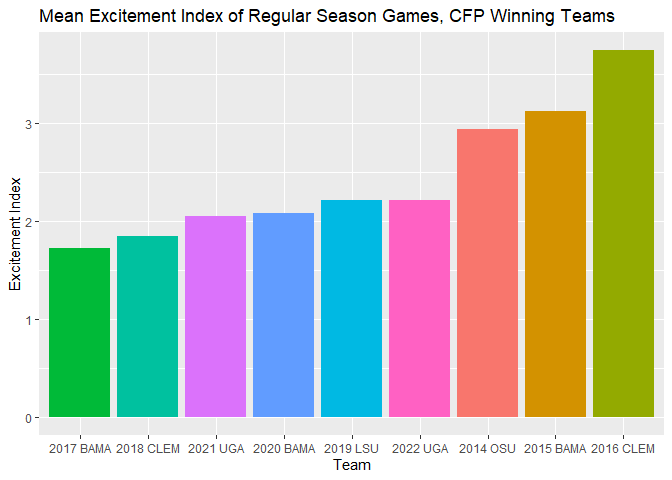 Mean Excitement Index of Regular Season Games, CFP Winning Teams
Excitement Index
3
2
1
0
2017 BAMA 2018 CLEM 2021 UGA 2020 BAMA 2019 LSU 2022 UGA 2014 OSU 2015 BAMA 2016 CLEM
Team